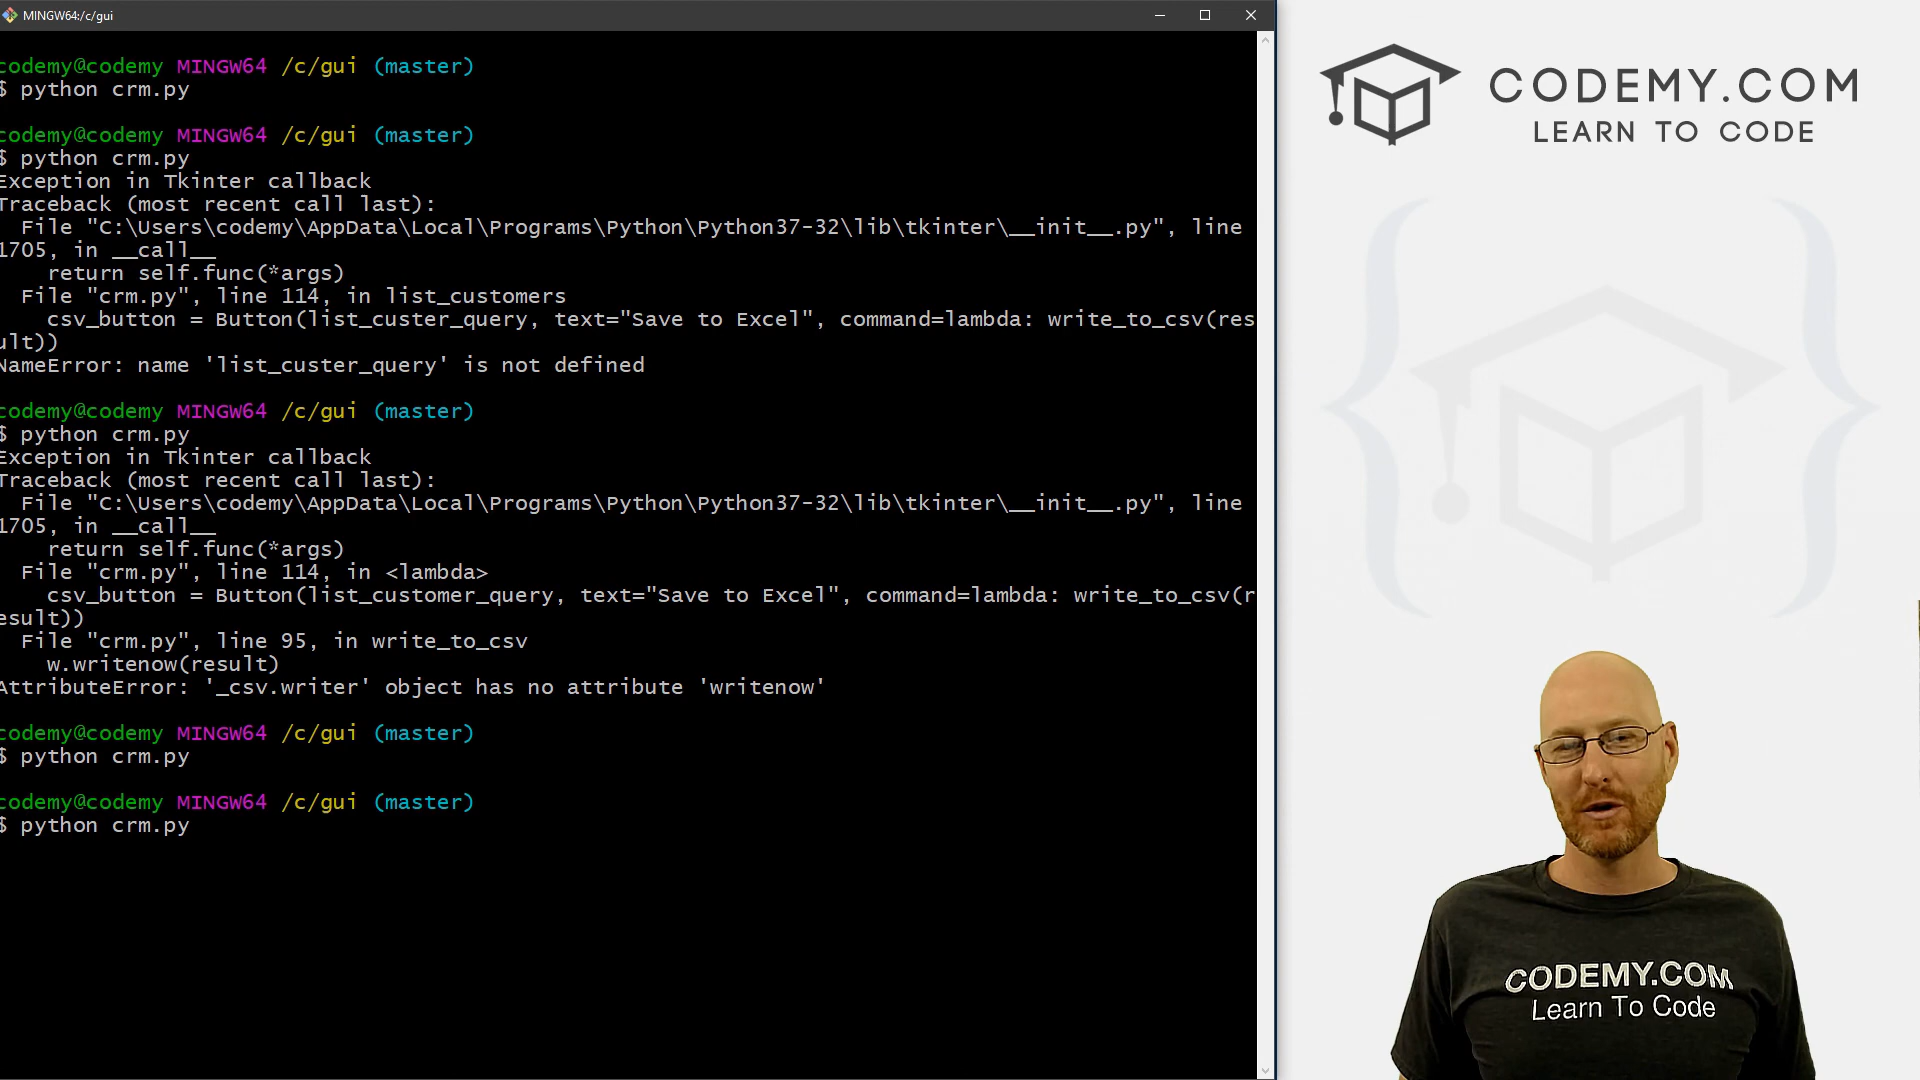 MINGW64:/c/gui
codemy@codemy MINGW64 /c/gui (master)
$ python crm.py
codemy@codemy MINGW64 /c/gui (master)
$ python crm.py
Exception in Tkinter callback
Traceback (most recent call last):
File "C:\Users\codemy\AppData\Local\Programs\Python\Python37-32\lib\tkinter\__init__.py", line
1705, in __call__
return self.func(*args)
File "crm.py", line 114, in list_customers
csv_button = Button(list_custer_query, text="Save to Excel", command=lambda: write_to_csv(res
ult))
NameError: name 'list_custer_query' is not defined
codemy@codemy MINGW64 /c/gui (master)
$ python crm.py
Exception in Tkinter callback
Traceback (most recent call last):
File "C:\Users\codemy\AppData\Local\Programs\Python\Python37-32\lib\tkinter\__init__.py", line
1705, in __call__
return self.func(*args)
File "crm.py", line 114, in <lambda>
csv_button = Button(list_customer_query, text="Save to Excel", command=lambda: write_to_csv(r
esult))
File "crm.py", line 95, in write_to_csv
w.writenow(result)
AttributeError: '_csv.writer' object has no attribute 'writenow'
codemy@codemy MINGW64 /c/gui (master)
$ python crm.py
codemy@codemy MINGW64 /c/gui (master)
$ python crm.py
CODEMY.COM
LEARN TO CODE
CODEMY.COM
Learn To Code